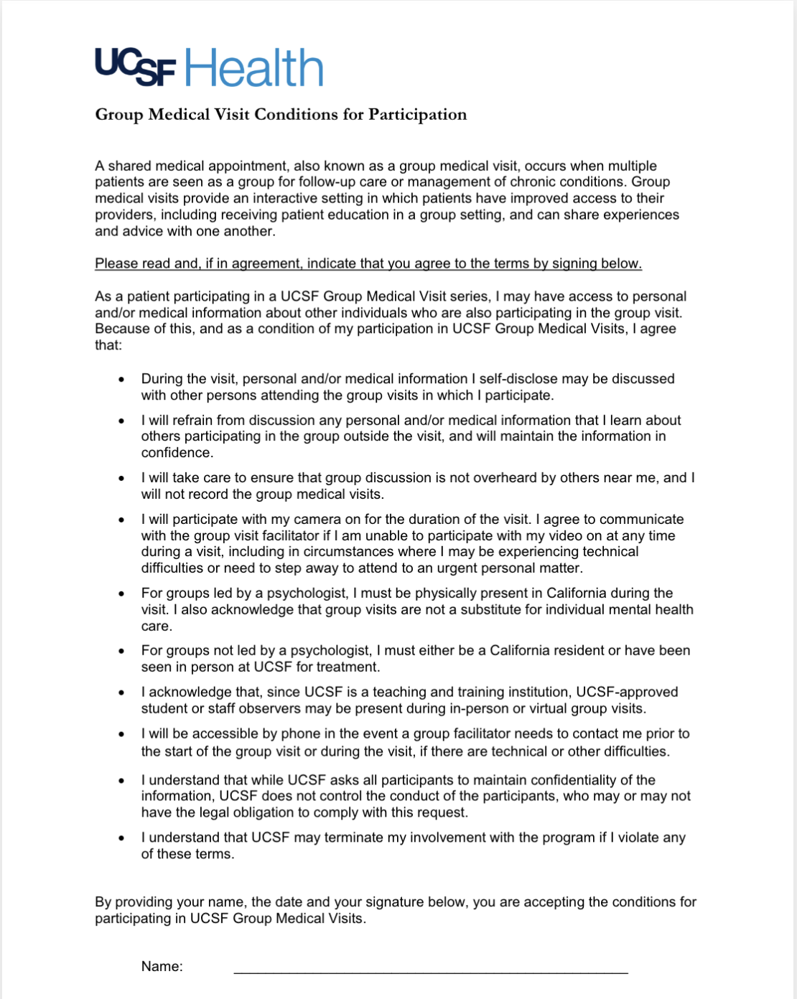 UCSF Health
Group Medical Visit Conditions for Participation
A shared medical appointment, also known as a group medical visit, occurs when multiple
patients are seen as a group for follow-up care or management of chronic conditions. Group
medical visits provide an interactive setting in which patients have improved access to their
providers, including receiving patient education in a group setting, and can share experiences
and advice with one another.
Please read and, if in agreement, indicate that you agree to the terms by signing below.
As a patient participating in a UCSF Group Medical Visit series, I may have access to personal
and/or medical information about other individuals who are also participating in the group visit.
Because of this, and as a condition of my participation in UCSF Group Medical Visits, I agree
that:
• During the visit, personal and/or medical information I self-disclose may be discussed
with other persons attending the group visits in which I participate.
• I will refrain from discussion any personal and/or medical information that I learn about
others participating in the group outside the visit, and will maintain the information in
confidence.
• I will take care to ensure that group discussion is not overheard by others near me, and I
will not record the group medical visits.
• I will participate with my camera on for the duration of the visit. I agree to communicate
with the group visit facilitator if I am unable to participate with my video on at any time
during a visit, including in circumstances where I may be experiencing technical
difficulties or need to step away to attend to an urgent personal matter.
• For groups led by a psychologist, I must be physically present in California during the
visit. I also acknowledge that group visits are not a substitute for individual mental health
care.
• For groups not led by a psychologist, I must either be a California resident or have been
seen in person at UCSF for treatment.
• I acknowledge that, since UCSF is a teaching and training institution, UCSF-approved
student or staff observers may be present during in-person or virtual group visits.
• I will be accessible by phone in the event a group facilitator needs to contact me prior to
the start of the group visit or during the visit, if there are technical or other difficulties.
• I understand that while UCSF asks all participants to maintain confidentiality of the
information, UCSF does not control the conduct of the participants, who may or may not
have the legal obligation to comply with this request.
• I understand that UCSF may terminate my involvement with the program if I violate any
of these terms.
By providing your name, the date and your signature below, you are accepting the conditions for
participating in UCSF Group Medical Visits.
Name: __________________________________________________